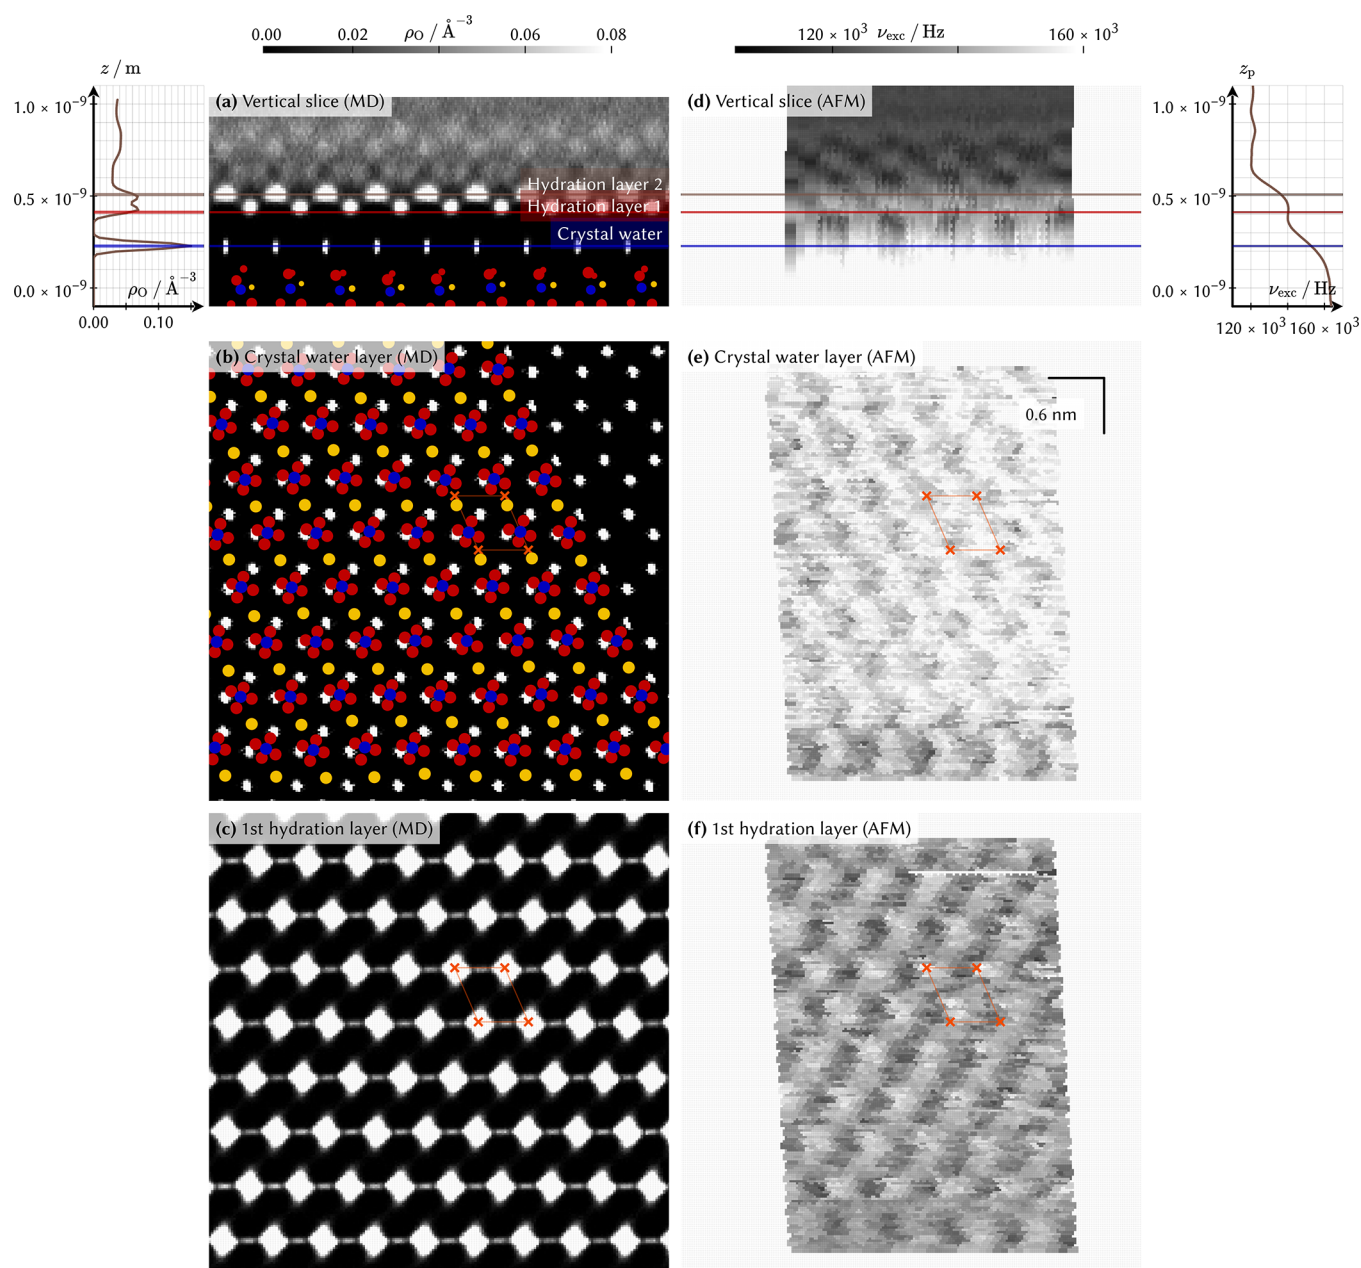 0.00 0.02 ρO / Å−3 0.06 0.08
120 × 103 νexc / Hz 160 × 103
z / m
1.0 × 10−9
0.5 × 10−9
0.0 × 10−9
ρO / Å−3
0.00 0.10
(a) Vertical slice (MD)
Hydration layer 2
Hydration layer 1
Crystal water
(d) Vertical slice (AFM)
zp
1.0 × 10−9
0.5 × 10−9
0.0 × 10−9
νexc / Hz
120 × 103 160 × 103
(b) Crystal water layer (MD)
(e) Crystal water layer (AFM)
0.6 nm
(c) 1st hydration layer (MD)
(f) 1st hydration layer (AFM)